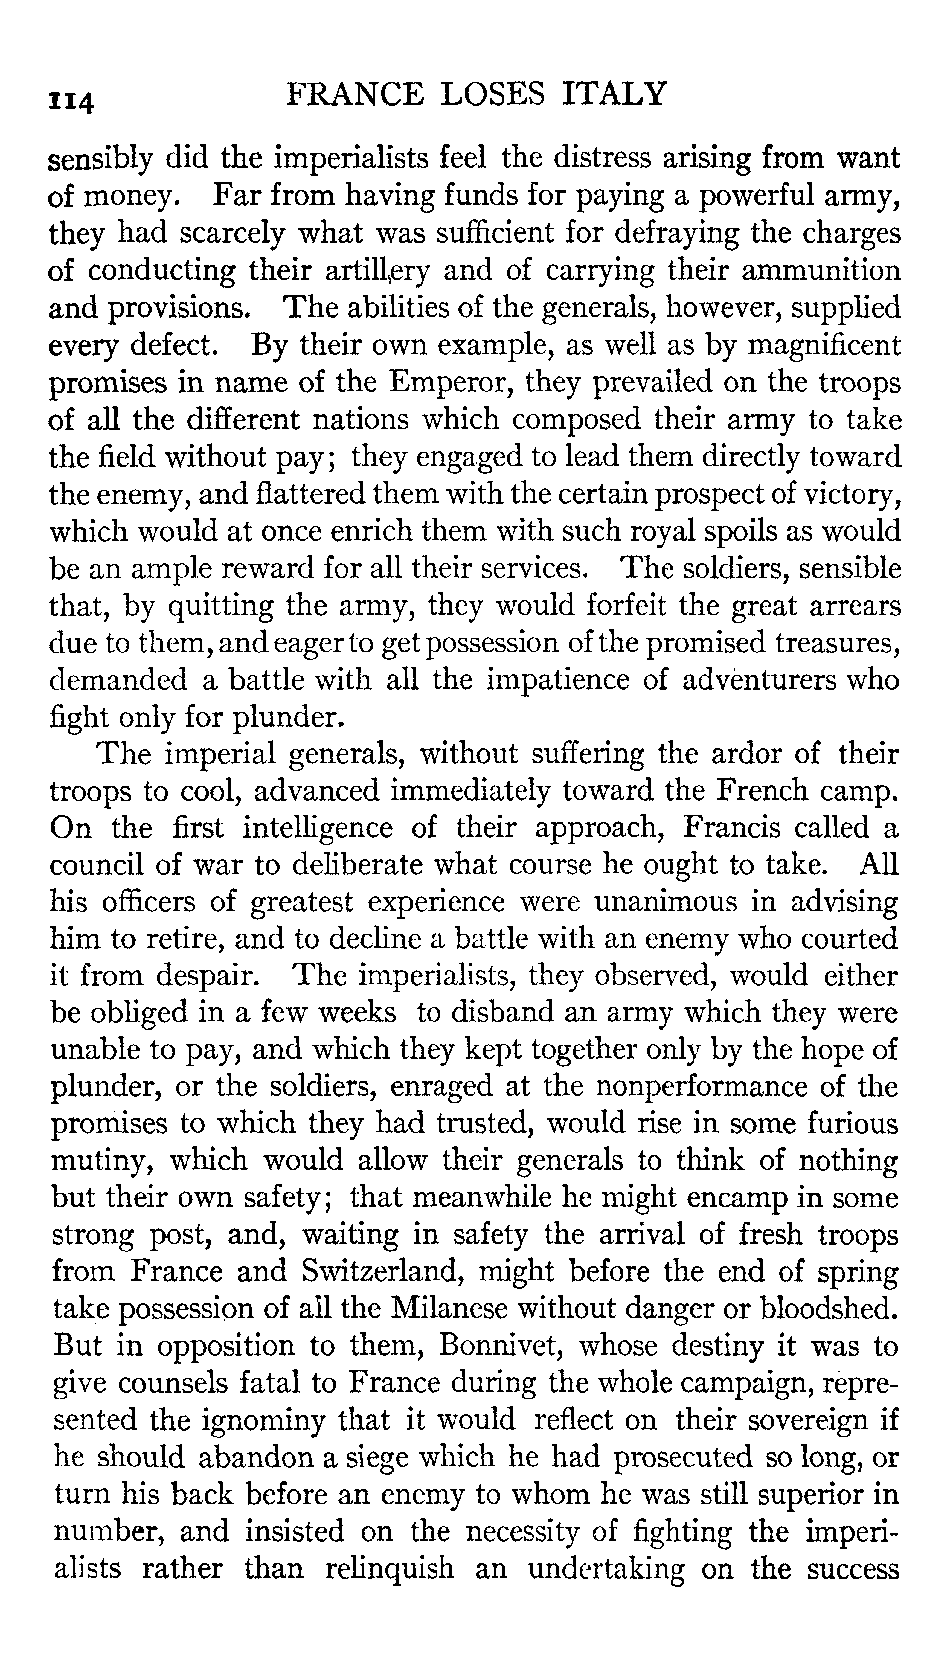 114 FRANCE LOSES ITALY
sensibly did the imperialists feel the distress arising from want
of money. Far from having funds for paying a powerful army,
they had scarcely what was sufficient for defraying the charges
of conducting their artillery and of carrying their ammunition
and provisions. The abilities of the generals, however, supplied
every defect. By their own example, as well as by magnificent
promises in name of the Emperor, they prevailed on the troops
of all the different nations which composed their army to take
the field without pay; they engaged to lead them directly toward
the enemy, and flattered them with the certain prospect of victory,
which would at once enrich them with such royal spoils as would
be an ample reward for all their services. The soldiers, sensible
that, by quitting the army, they would forfeit the great arrears
due to them, and eager to get possession of the promised treasures,
demanded a battle with all the impatience of adventurers who
fight only for plunder.
The imperial generals, without suffering the ardor of their
troops to cool, advanced immediately toward the French camp.
On the first intelligence of their approach, Francis called a
council of war to deliberate what course he ought to take. All
his officers of greatest experience were unanimous in advising
him to retire, and to decline a battle with an enemy who courted
it from despair. The imperialists, they observed, would either
be obliged in a few weeks to disband an army which they were
unable to pay, and which they kept together only by the hope of
plunder, or the soldiers, enraged at the nonperformance of the
promises to which they had trusted, would rise in some furious
mutiny, which would allow their generals to think of nothing
but their own safety; that meanwhile he might encamp in some
strong post, and, waiting in safety the arrival of fresh troops
from France and Switzerland, might before the end of spring
take possession of all the Milanese without danger or bloodshed.
But in opposition to them, Bonnivet, whose destiny it was to
give counsels fatal to France during the whole campaign, repre-
sented the ignominy that it would reflect on their sovereign if
he should abandon a siege which he had prosecuted so long, or
turn his back before an enemy to whom he was still superior in
number, and insisted on the necessity of fighting the imperi-
alists rather than relinquish an undertaking on the success